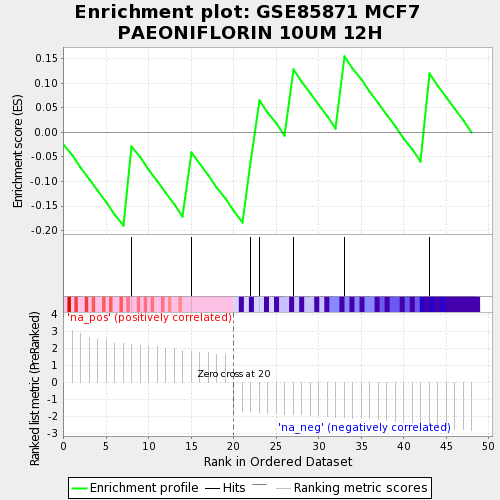 Enrichment plot: GSE85871 MCF7
PAEONIFLORIN 10UM 12H
Enrichment score (ES)
0.15
0.10
0.05
0.00
-0.05
-0.10
-0.15
-0.20
'na_pos' (positively correlated)
Ranked list metric (PreRanked)
4
3
2
1
0
-1
-2
-3
Zero cross at 20
'na_neg' (negatively correlated)
0 5 10 15 20 25 30 35 40 45 50
Rank in Ordered Dataset
Enrichment profile Hits Ranking metric scores